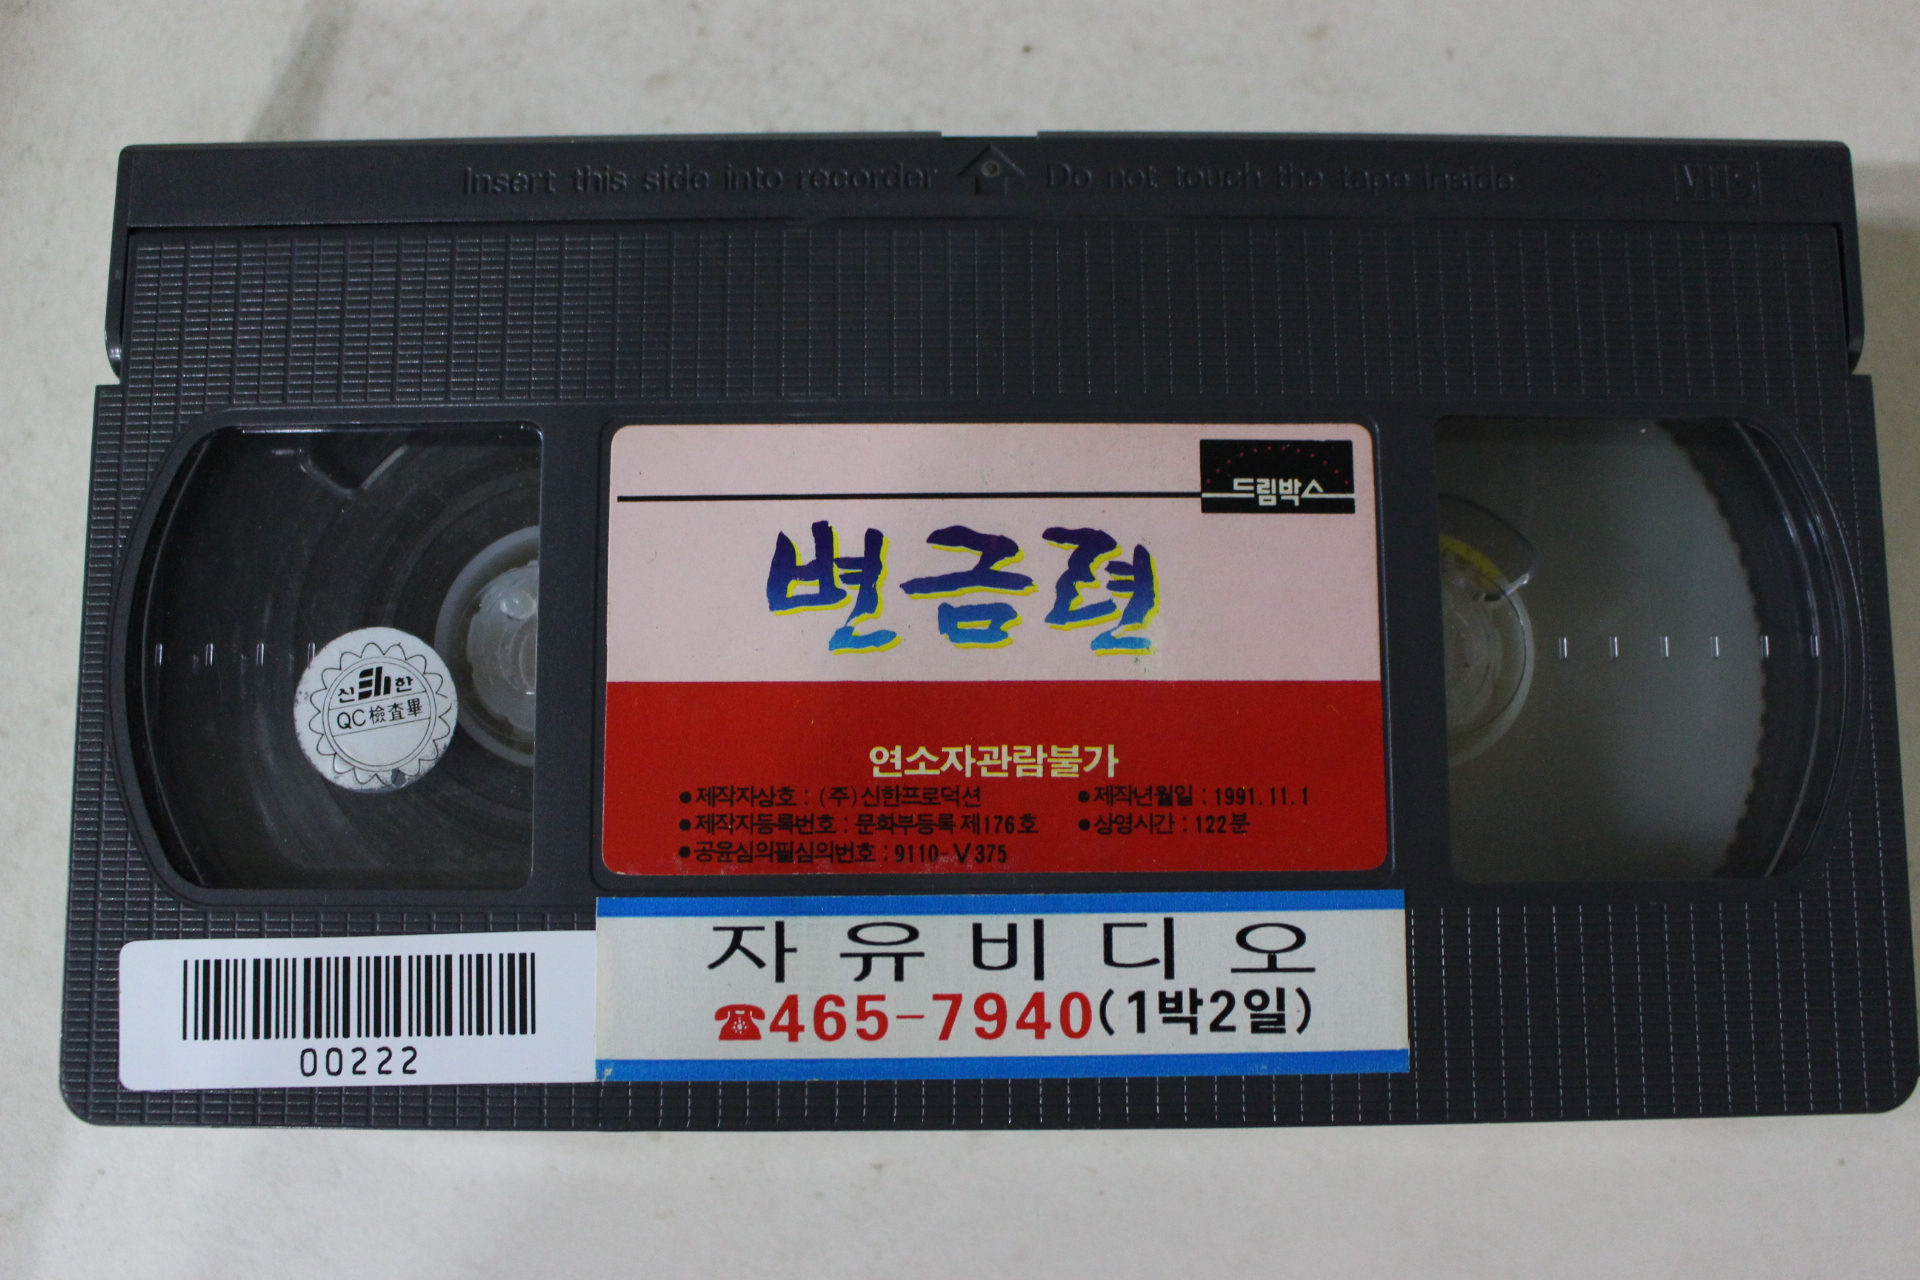 Insert this side into recorder
Do not touch the tape inside
VHS
드림박스
변금련
신한
QC檢査畢
연소자관람불가
●제작자상호 : (주)신한프로덕션
●제작년월일 : 1991.11.1
●제작자등록번호 : 문화부등록 제176호
●상영시간 : 122분
●공윤심의필심의번호 : 9110-V375
자유비디오
☎465-7940(1박2일)
00222